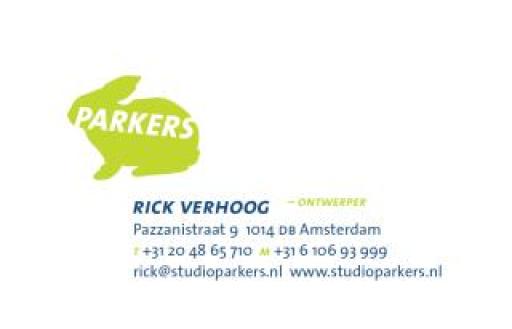 PARKERS
RICK VERHOOG – ONTWERPER
Pazzanistraat 9 1014 DB Amsterdam
T +31 20 48 65 710 M +31 6 106 93 999
rick@studioparkers.nl www.studioparkers.nl